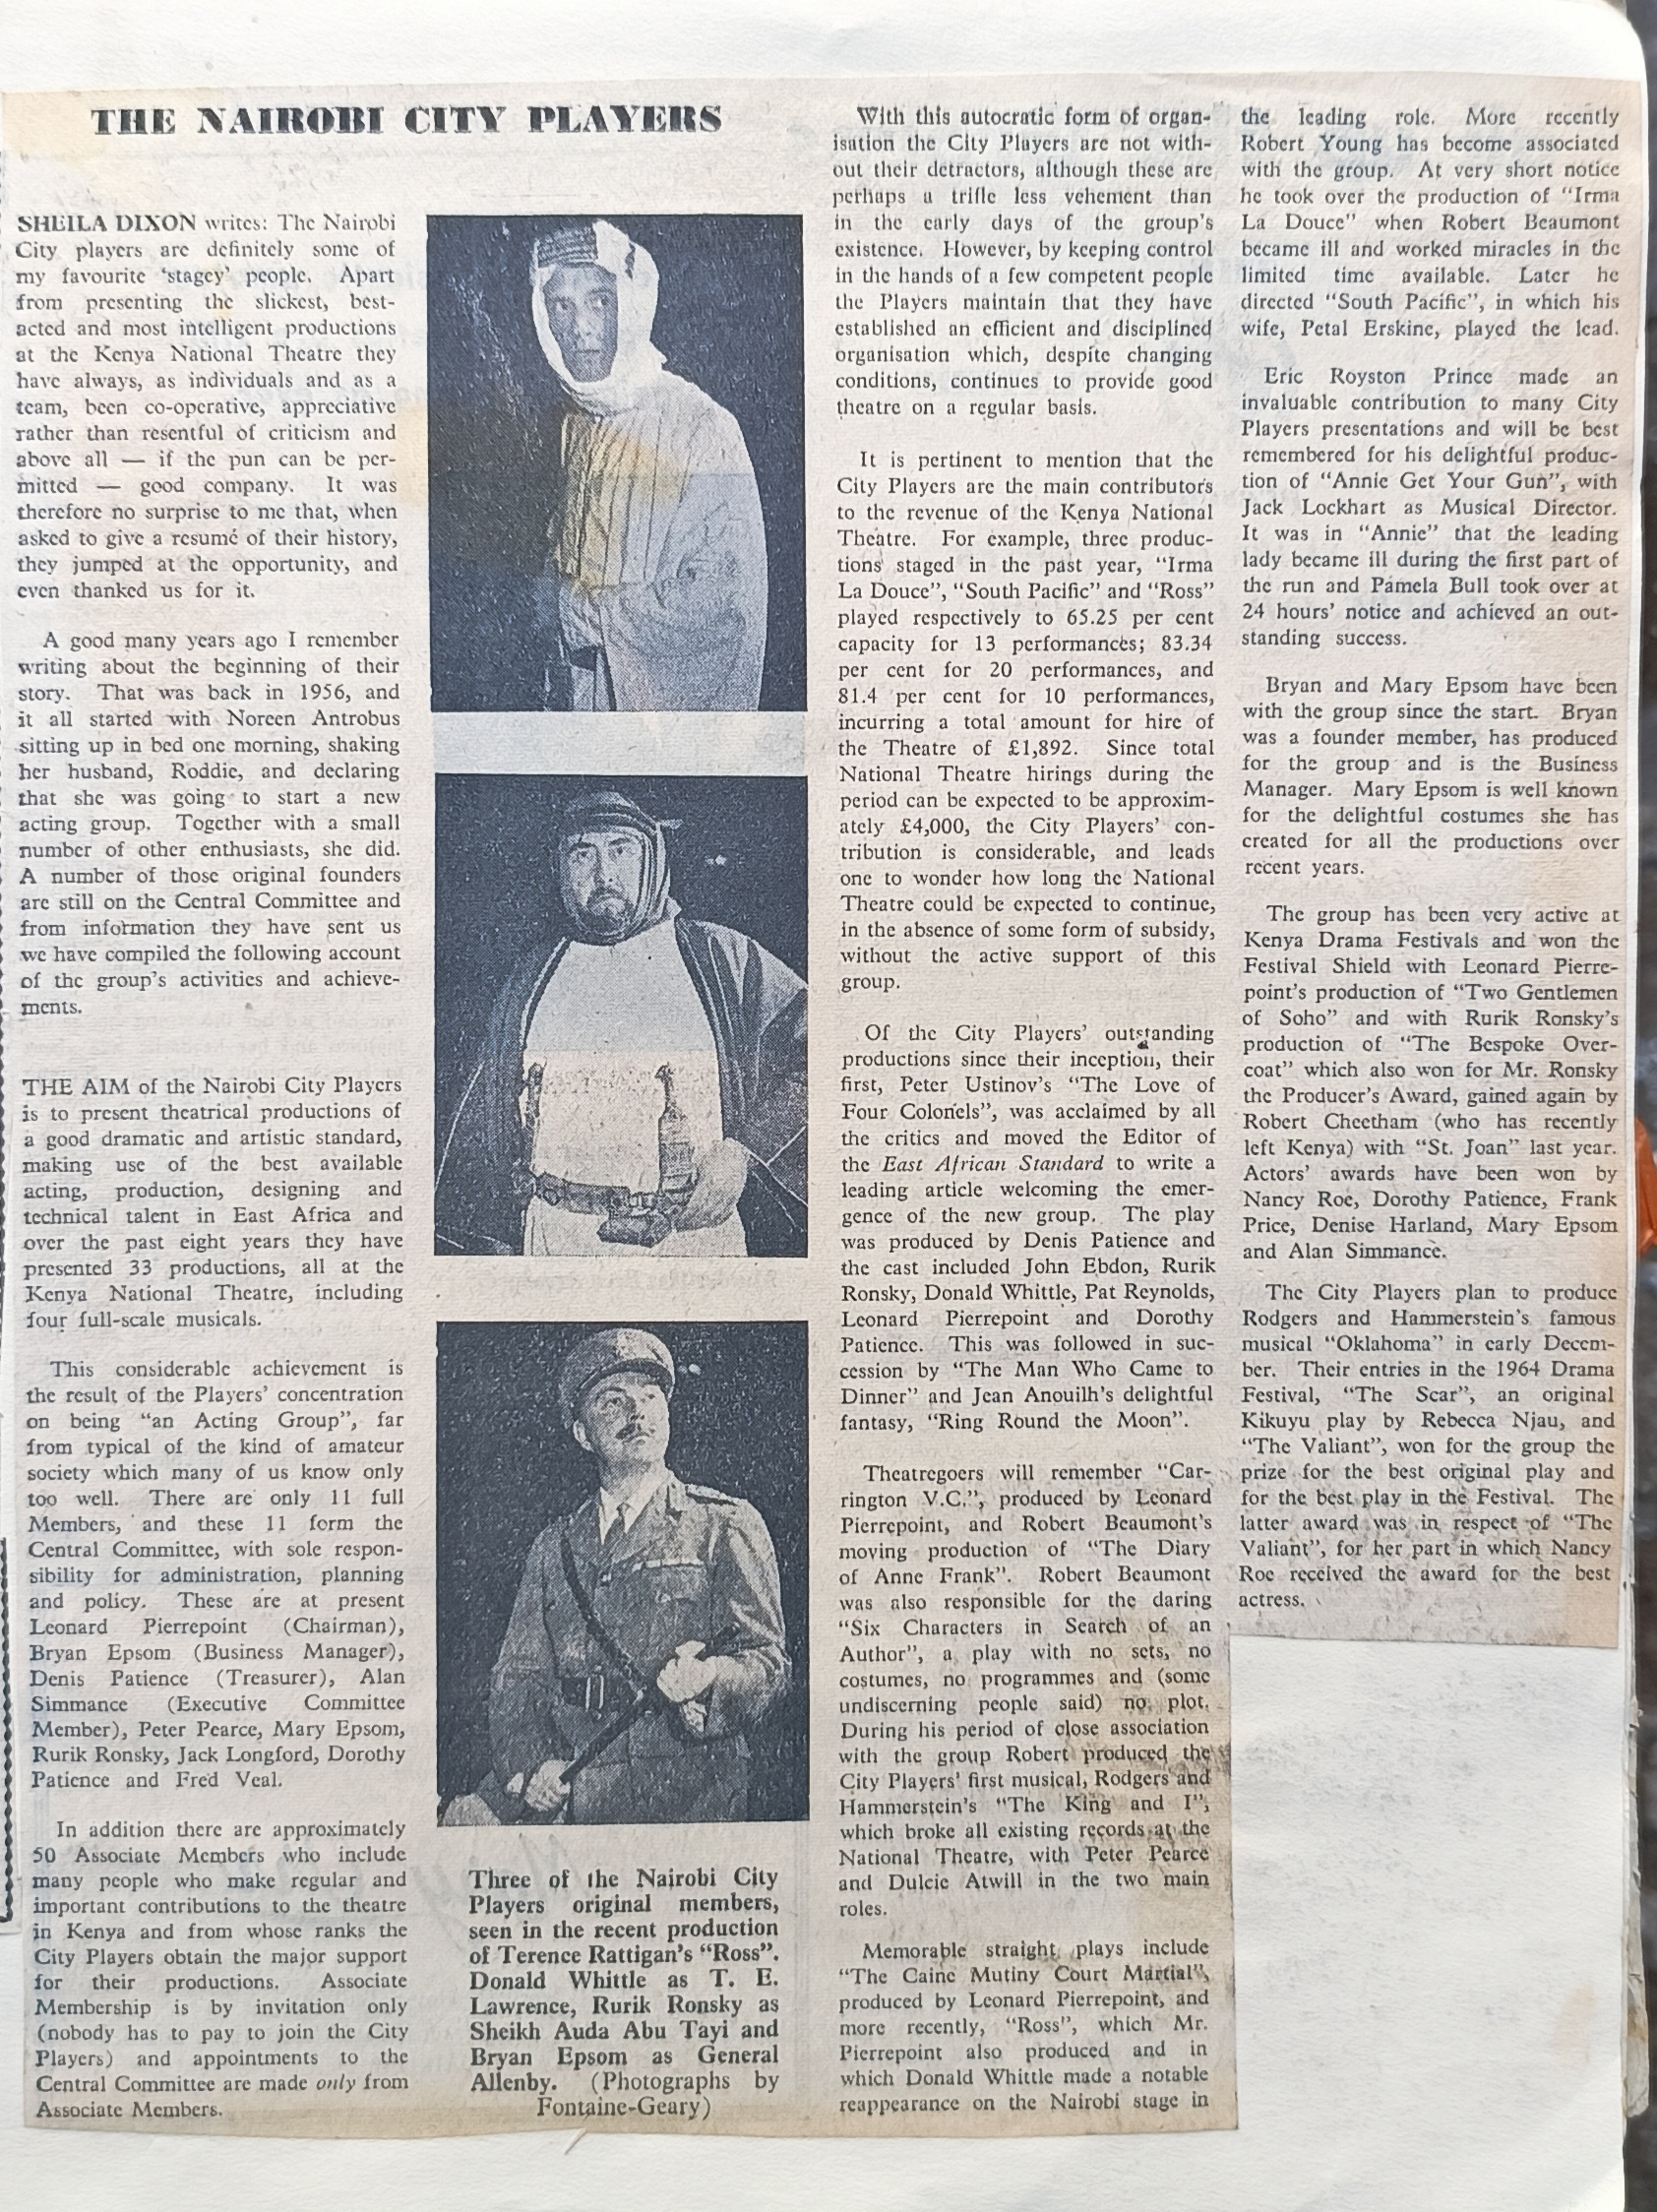 THE NAIROBI CITY PLAYERS
SHEILA DIXON writes: The Nairobi
City players are definitely some of
my favourite 'stagey' people. Apart
from presenting the slickest, best-
acted and most intelligent productions
at the Kenya National Theatre they
have always, as individuals and as a
team, been co-operative, appreciative
rather than resentful of criticism and
above all — if the pun can be per-
mitted — good company. It was
therefore no surprise to me that, when
asked to give a resumé of their history,
they jumped at the opportunity, and
even thanked us for it.
A good many years ago I remember
writing about the beginning of their
story. That was back in 1956, and
it all started with Noreen Antrobus
sitting up in bed one morning, shaking
her husband, Roddie, and declaring
that she was going to start a new
acting group. Together with a small
number of other enthusiasts, she did.
A number of those original founders
are still on the Central Committee and
from information they have sent us
we have compiled the following account
of the group's activities and achieve-
ments.
THE AIM of the Nairobi City Players
is to present theatrical productions of
a good dramatic and artistic standard,
making use of the best available
acting, production, designing and
technical talent in East Africa and
over the past eight years they have
presented 33 productions, all at the
Kenya National Theatre, including
four full-scale musicals.
This considerable achievement is
the result of the Players' concentration
on being "an Acting Group", far
from typical of the kind of amateur
society which many of us know only
too well. There are only 11 full
Members, and these 11 form the
Central Committee, with sole respon-
sibility for administration, planning
and policy. These are at present
Leonard Pierrepoint (Chairman),
Bryan Epsom (Business Manager),
Denis Patience (Treasurer), Alan
Simmance (Executive Committee
Member), Peter Pearce, Mary Epsom,
Rurik Ronsky, Jack Longford, Dorothy
Patience and Fred Veal.
In addition there are approximately
50 Associate Members who include
many people who make regular and
important contributions to the theatre
in Kenya and from whose ranks the
City Players obtain the major support
for their productions. Associate
Membership is by invitation only
(nobody has to pay to join the City
Players) and appointments to the
Central Committee are made only from
Associate Members.
Three of the Nairobi City
Players original members,
seen in the recent production
of Terence Rattigan's "Ross".
Donald Whittle as T. E.
Lawrence, Rurik Ronsky as
Sheikh Auda Abu Tayi and
Bryan Epsom as General
Allenby. (Photographs by
Fontaine-Geary)
With this autocratic form of organ-
isation the City Players are not with-
out their detractors, although these are
perhaps a trifle less vehement than
in the early days of the group's
existence. However, by keeping control
in the hands of a few competent people
the Players maintain that they have
established an efficient and disciplined
organisation which, despite changing
conditions, continues to provide good
theatre on a regular basis.
It is pertinent to mention that the
City Players are the main contributors
to the revenue of the Kenya National
Theatre. For example, three produc-
tions staged in the past year, "Irma
La Douce", "South Pacific" and "Ross"
played respectively to 65.25 per cent
capacity for 13 performances; 83.34
per cent for 20 performances, and
81.4 per cent for 10 performances,
incurring a total amount for hire of
the Theatre of £1,892. Since total
National Theatre hirings during the
period can be expected to be approxim-
ately £4,000, the City Players' con-
tribution is considerable, and leads
one to wonder how long the National
Theatre could be expected to continue,
in the absence of some form of subsidy,
without the active support of this
group.
Of the City Players' outstanding
productions since their inception, their
first, Peter Ustinov's "The Love of
Four Colonels", was acclaimed by all
the critics and moved the Editor of
the East African Standard to write a
leading article welcoming the emer-
gence of the new group. The play
was produced by Denis Patience and
the cast included John Ebdon, Rurik
Ronsky, Donald Whittle, Pat Reynolds,
Leonard Pierrepoint and Dorothy
Patience. This was followed in suc-
cession by "The Man Who Came to
Dinner" and Jean Anouilh's delightful
fantasy, "Ring Round the Moon".
Theatregoers will remember "Car-
rington V.C.", produced by Leonard
Pierrepoint, and Robert Beaumont's
moving production of "The Diary
of Anne Frank". Robert Beaumont
was also responsible for the daring
"Six Characters in Search of an
Author", a play with no sets, no
costumes, no programmes and (some
undiscerning people said) no plot.
During his period of close association
with the group Robert produced the
City Players' first musical, Rodgers and
Hammerstein's "The King and I",
which broke all existing records at the
National Theatre, with Peter Pearce
and Dulcie Atwill in the two main
roles.
Memorable straight plays include
"The Caine Mutiny Court Martial",
produced by Leonard Pierrepoint, and
more recently, "Ross", which Mr.
Pierrepoint also produced and in
which Donald Whittle made a notable
reappearance on the Nairobi stage in
the leading role. More recently
Robert Young has become associated
with the group. At very short notice
he took over the production of "Irma
La Douce" when Robert Beaumont
became ill and worked miracles in the
limited time available. Later he
directed "South Pacific", in which his
wife, Petal Erskine, played the lead.
Eric Royston Prince made an
invaluable contribution to many City
Players presentations and will be best
remembered for his delightful produc-
tion of "Annie Get Your Gun", with
Jack Lockhart as Musical Director.
It was in "Annie" that the leading
lady became ill during the first part of
the run and Pamela Bull took over at
24 hours' notice and achieved an out-
standing success.
Bryan and Mary Epsom have been
with the group since the start. Bryan
was a founder member, has produced
for the group and is the Business
Manager. Mary Epsom is well known
for the delightful costumes she has
created for all the productions over
recent years.
The group has been very active at
Kenya Drama Festivals and won the
Festival Shield with Leonard Pierre-
point's production of "Two Gentlemen
of Soho" and with Rurik Ronsky's
production of "The Bespoke Over-
coat" which also won for Mr. Ronsky
the Producer's Award, gained again by
Robert Cheetham (who has recently
left Kenya) with "St. Joan" last year.
Actors' awards have been won by
Nancy Roe, Dorothy Patience, Frank
Price, Denise Harland, Mary Epsom
and Alan Simmance.
The City Players plan to produce
Rodgers and Hammerstein's famous
musical "Oklahoma" in early Decem-
ber. Their entries in the 1964 Drama
Festival, "The Scar", an original
Kikuyu play by Rebecca Njau, and
"The Valiant", won for the group the
prize for the best original play and
for the best play in the Festival. The
latter award was in respect of "The
Valiant", for her part in which Nancy
Roe received the award for the best
actress.